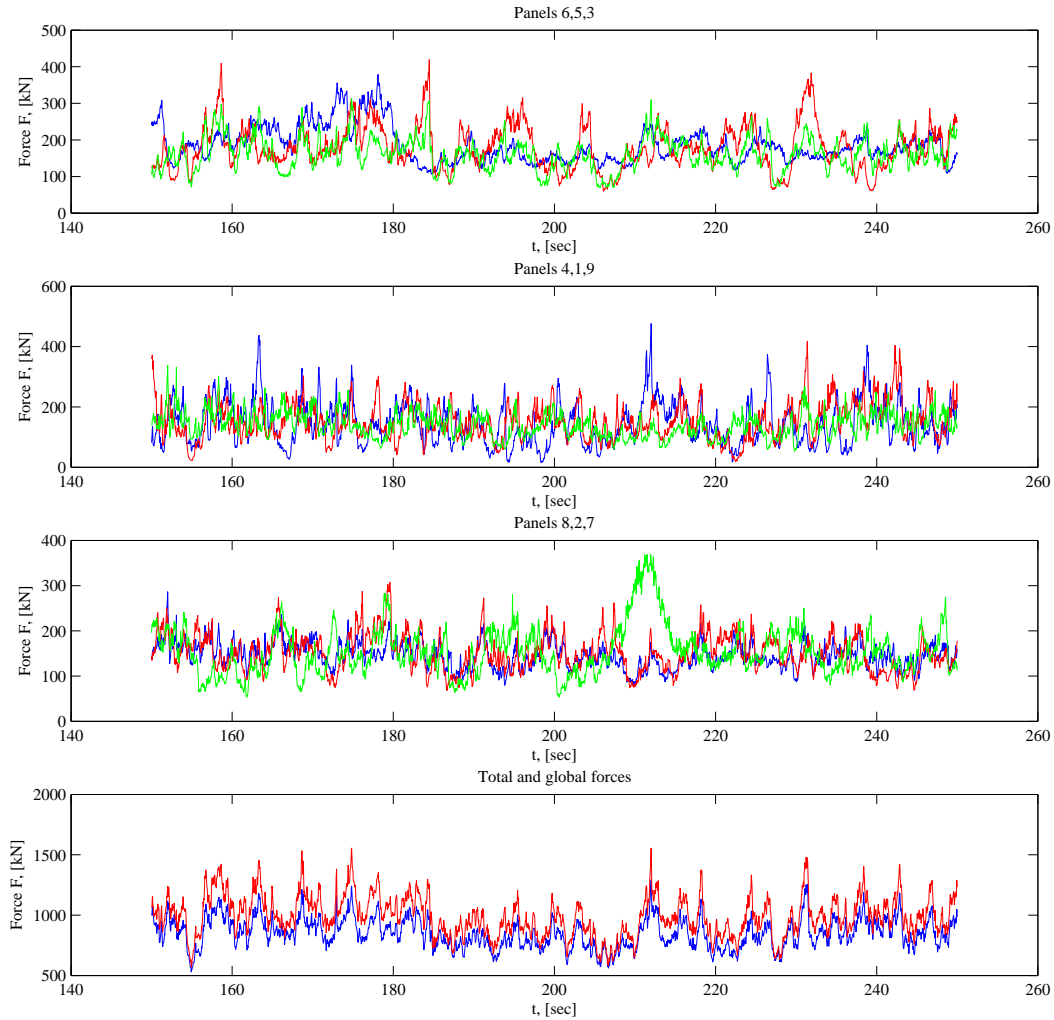 Panels 6,5,3
500
400
300
200
100
0
Force F, [kN]
140 160 180 200 220 240 260
t, [sec]
Panels 4,1,9
600
400
200
0
Force F, [kN]
140 160 180 200 220 240 260
t, [sec]
Panels 8,2,7
400
300
200
100
0
Force F, [kN]
140 160 180 200 220 240 260
t, [sec]
Total and global forces
2000
1500
1000
500
Force F, [kN]
140 160 180 200 220 240 260
t, [sec]